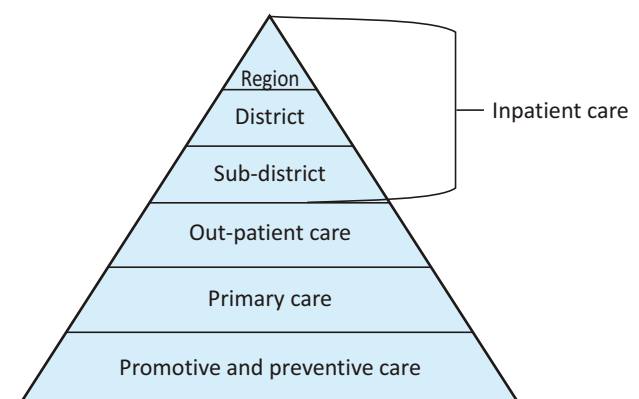 Region
District
Inpatient care
Sub-district
Out-patient care
Primary care
Promotive and preventive care